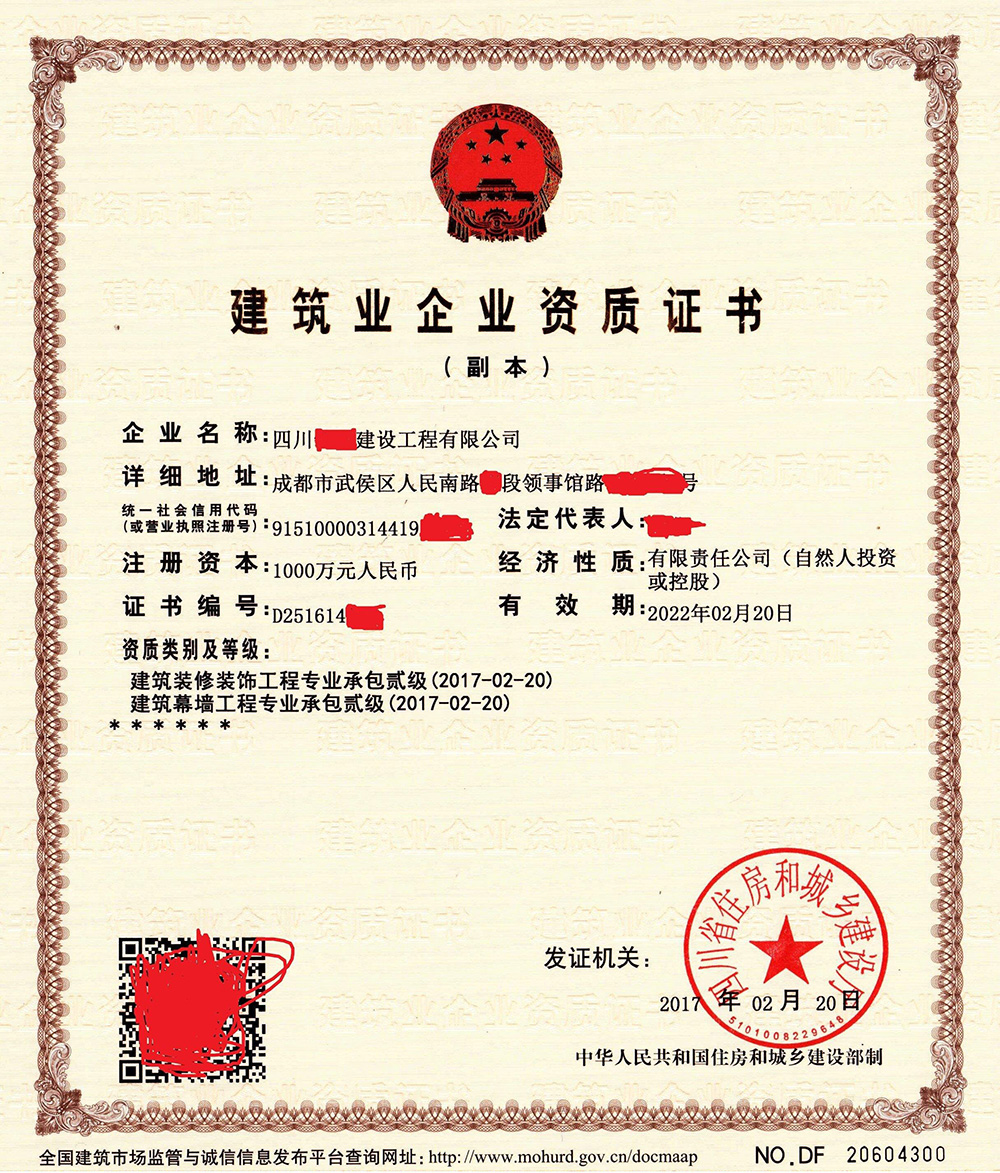 建筑业企业资质证书
(副本)
企业名称:四川 建设工程有限公司
详细地址:成都市武侯区人民南路 段领事馆路 号
统一社会信用代码
(或营业执照注册号):91510000314419 法定代表人:
注册资本:1000万元人民币 经济性质:有限责任公司(自然人投资
或控股)
证书编号:D251614 有效期:2022年02月20日
资质类别及等级:
建筑装修装饰工程专业承包贰级(2017-02-20)
建筑幕墙工程专业承包贰级(2017-02-20)
******
四川省住房和城乡建设厅
发证机关:
2017年02月20日
5101008229648
中华人民共和国住房和城乡建设部制
全国建筑市场监管与诚信信息发布平台查询网址:http://www.mohurd.gov.cn/docmaap NO.DF 20604300